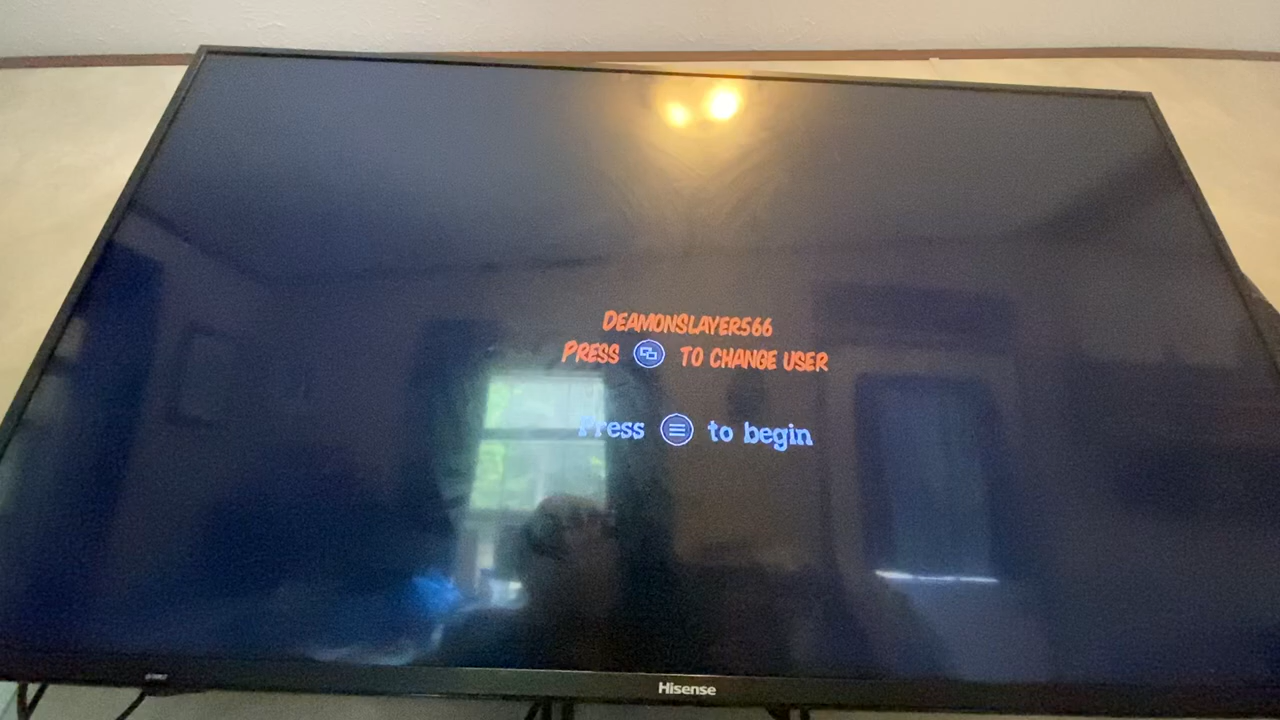 DEAMONSLAYER566
PRESS TO CHANGE USER
Press to begin
Hisense